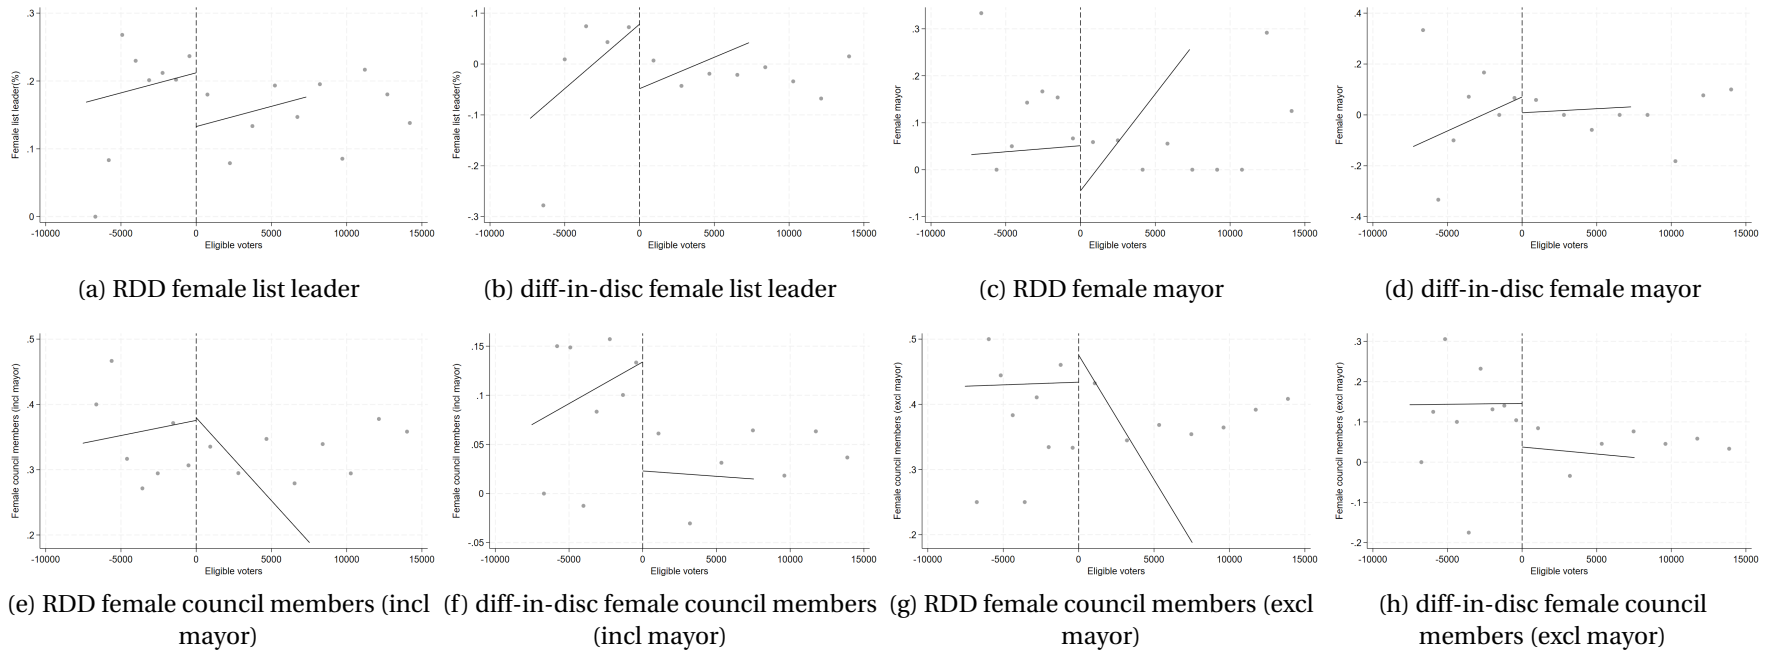 .3
.2
.1
0
Female list leader(%)
-10000 -5000 0 5000 10000 15000
Eligible voters
(a) RDD female list leader
.1
0
-.1
-.2
-.3
Female list leader(%)
-10000 -5000 0 5000 10000 15000
Eligible voters
(b) diff-in-disc female list leader
.3
.2
.1
0
-.1
Female mayor
-10000 -5000 0 5000 10000 15000
Eligible voters
(c) RDD female mayor
.4
.2
0
-.2
-.4
Female mayor
-10000 -5000 0 5000 10000 15000
Eligible voters
(d) diff-in-disc female mayor
.5
.4
.3
.2
Female council members (incl mayor)
-10000 -5000 0 5000 10000 15000
Eligible voters
(e) RDD female council members (incl
mayor)
.15
.1
.05
0
-.05
Female council members (incl mayor)
-10000 -5000 0 5000 10000 15000
Eligible voters
(f) diff-in-disc female council members
(incl mayor)
.5
.4
.3
.2
Female council members (excl mayor)
-10000 -5000 0 5000 10000 15000
Eligible voters
(g) RDD female council members (excl
mayor)
.3
.2
.1
0
-.1
-.2
Female council members (excl mayor)
-10000 -5000 0 5000 10000 15000
Eligible voters
(h) diff-in-disc female council
members (excl mayor)